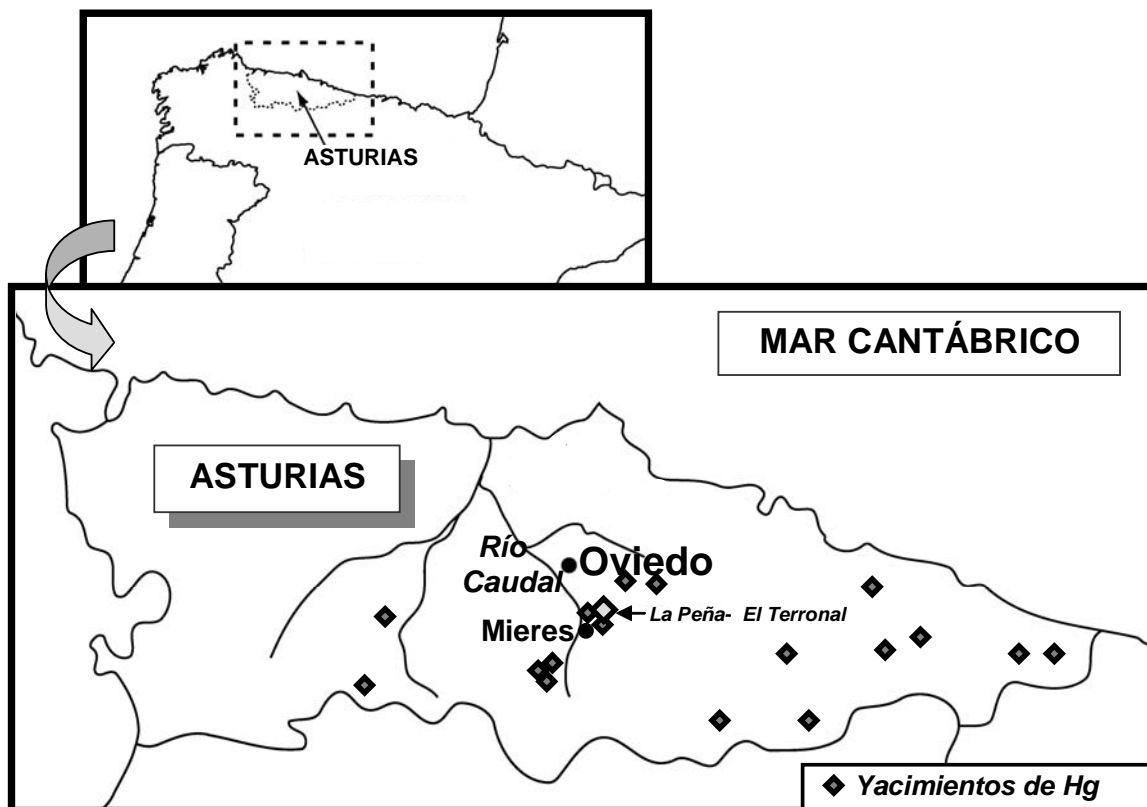 ASTURIAS
MAR CANTÁBRICO
ASTURIAS
Río
Caudal
Oviedo
La Peña- El Terronal
Mieres
Yacimientos de Hg